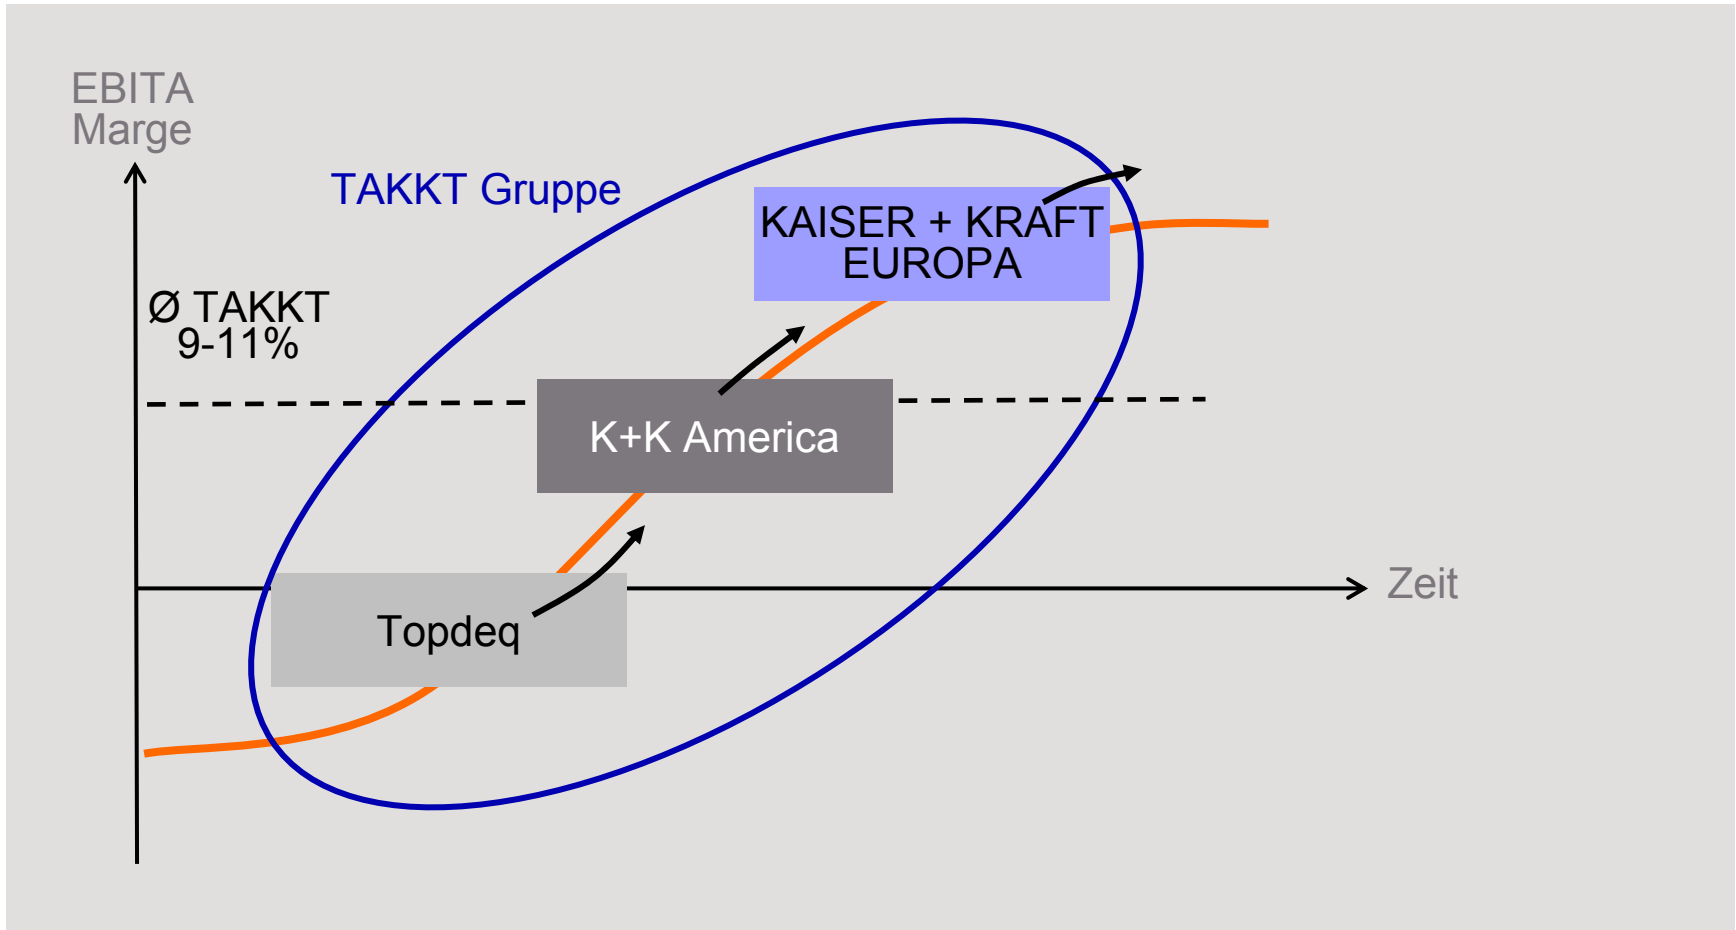 EBITA
Marge
TAKKT Gruppe
KAISER + KRAFT
EUROPA
Ø TAKKT
9-11%
K+K America
Zeit
Topdeq